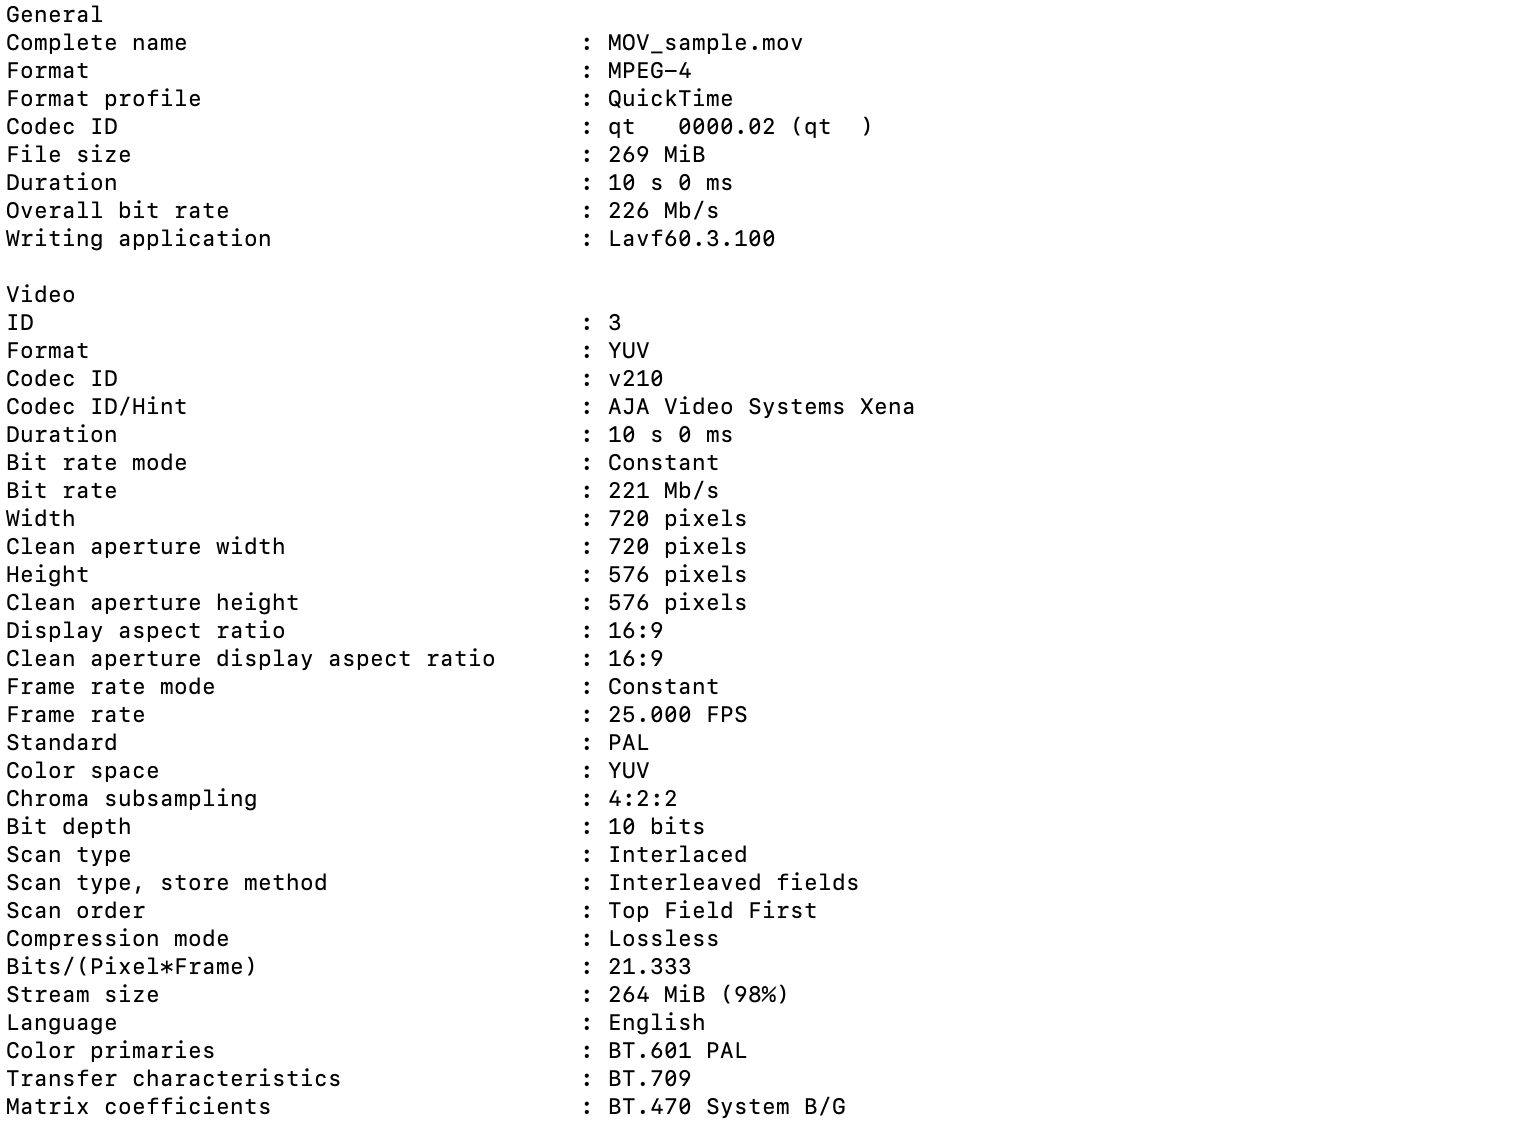 General
Complete name : MOV_sample.mov
Format : MPEG-4
Format profile : QuickTime
Codec ID : qt   0000.02 (qt  )
File size : 269 MiB
Duration : 10 s 0 ms
Overall bit rate : 226 Mb/s
Writing application : Lavf60.3.100

Video
ID : 3
Format : YUV
Codec ID : v210
Codec ID/Hint : AJA Video Systems Xena
Duration : 10 s 0 ms
Bit rate mode : Constant
Bit rate : 221 Mb/s
Width : 720 pixels
Clean aperture width : 720 pixels
Height : 576 pixels
Clean aperture height : 576 pixels
Display aspect ratio : 16:9
Clean aperture display aspect ratio : 16:9
Frame rate mode : Constant
Frame rate : 25.000 FPS
Standard : PAL
Color space : YUV
Chroma subsampling : 4:2:2
Bit depth : 10 bits
Scan type : Interlaced
Scan type, store method : Interleaved fields
Scan order : Top Field First
Compression mode : Lossless
Bits/(Pixel*Frame) : 21.333
Stream size : 264 MiB (98%)
Language : English
Color primaries : BT.601 PAL
Transfer characteristics : BT.709
Matrix coefficients : BT.470 System B/G